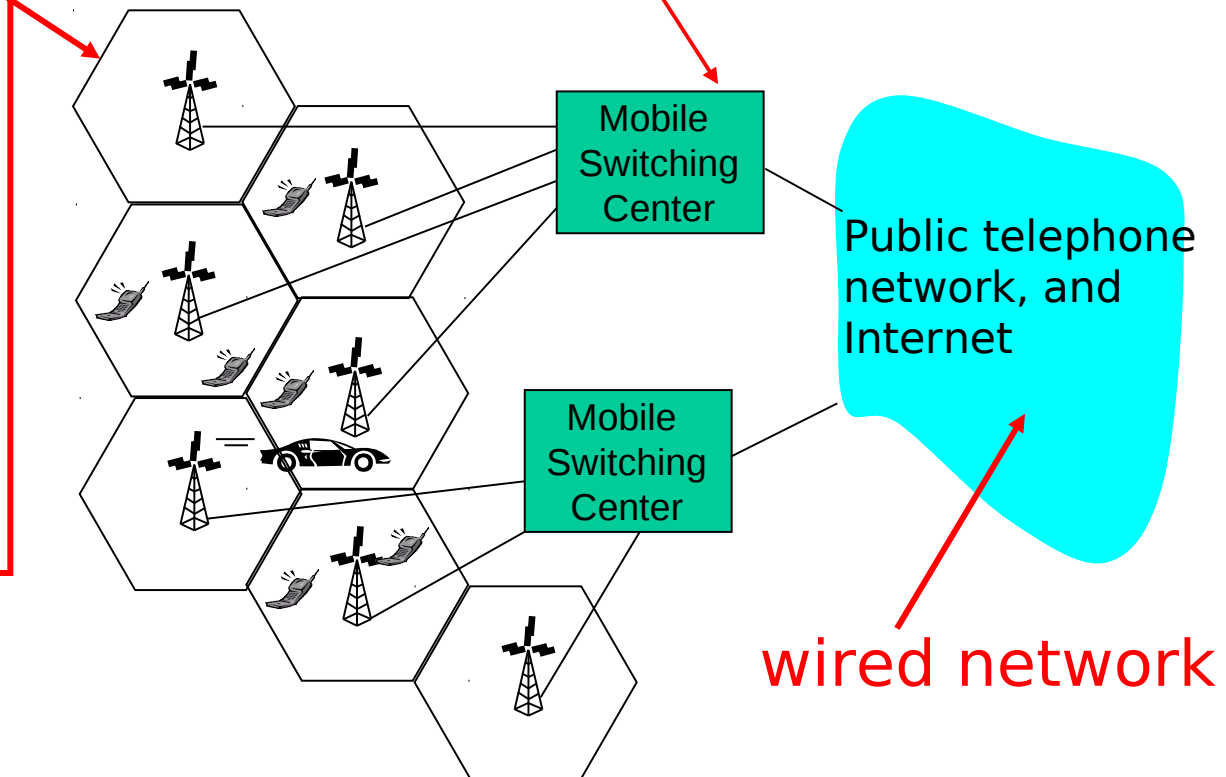 Mobile
Switching
Center
Public telephone
network, and
Internet
Mobile
Switching
Center
wired network